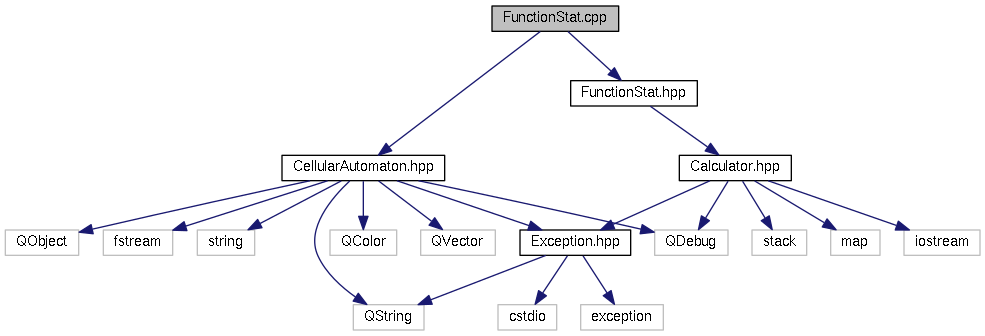 FunctionStat.cpp
FunctionStat.hpp
CellularAutomaton.hpp
Calculator.hpp
QObject
fstream
string
QColor
QVector
Exception.hpp
QDebug
stack
map
iostream
QString
cstdio
exception